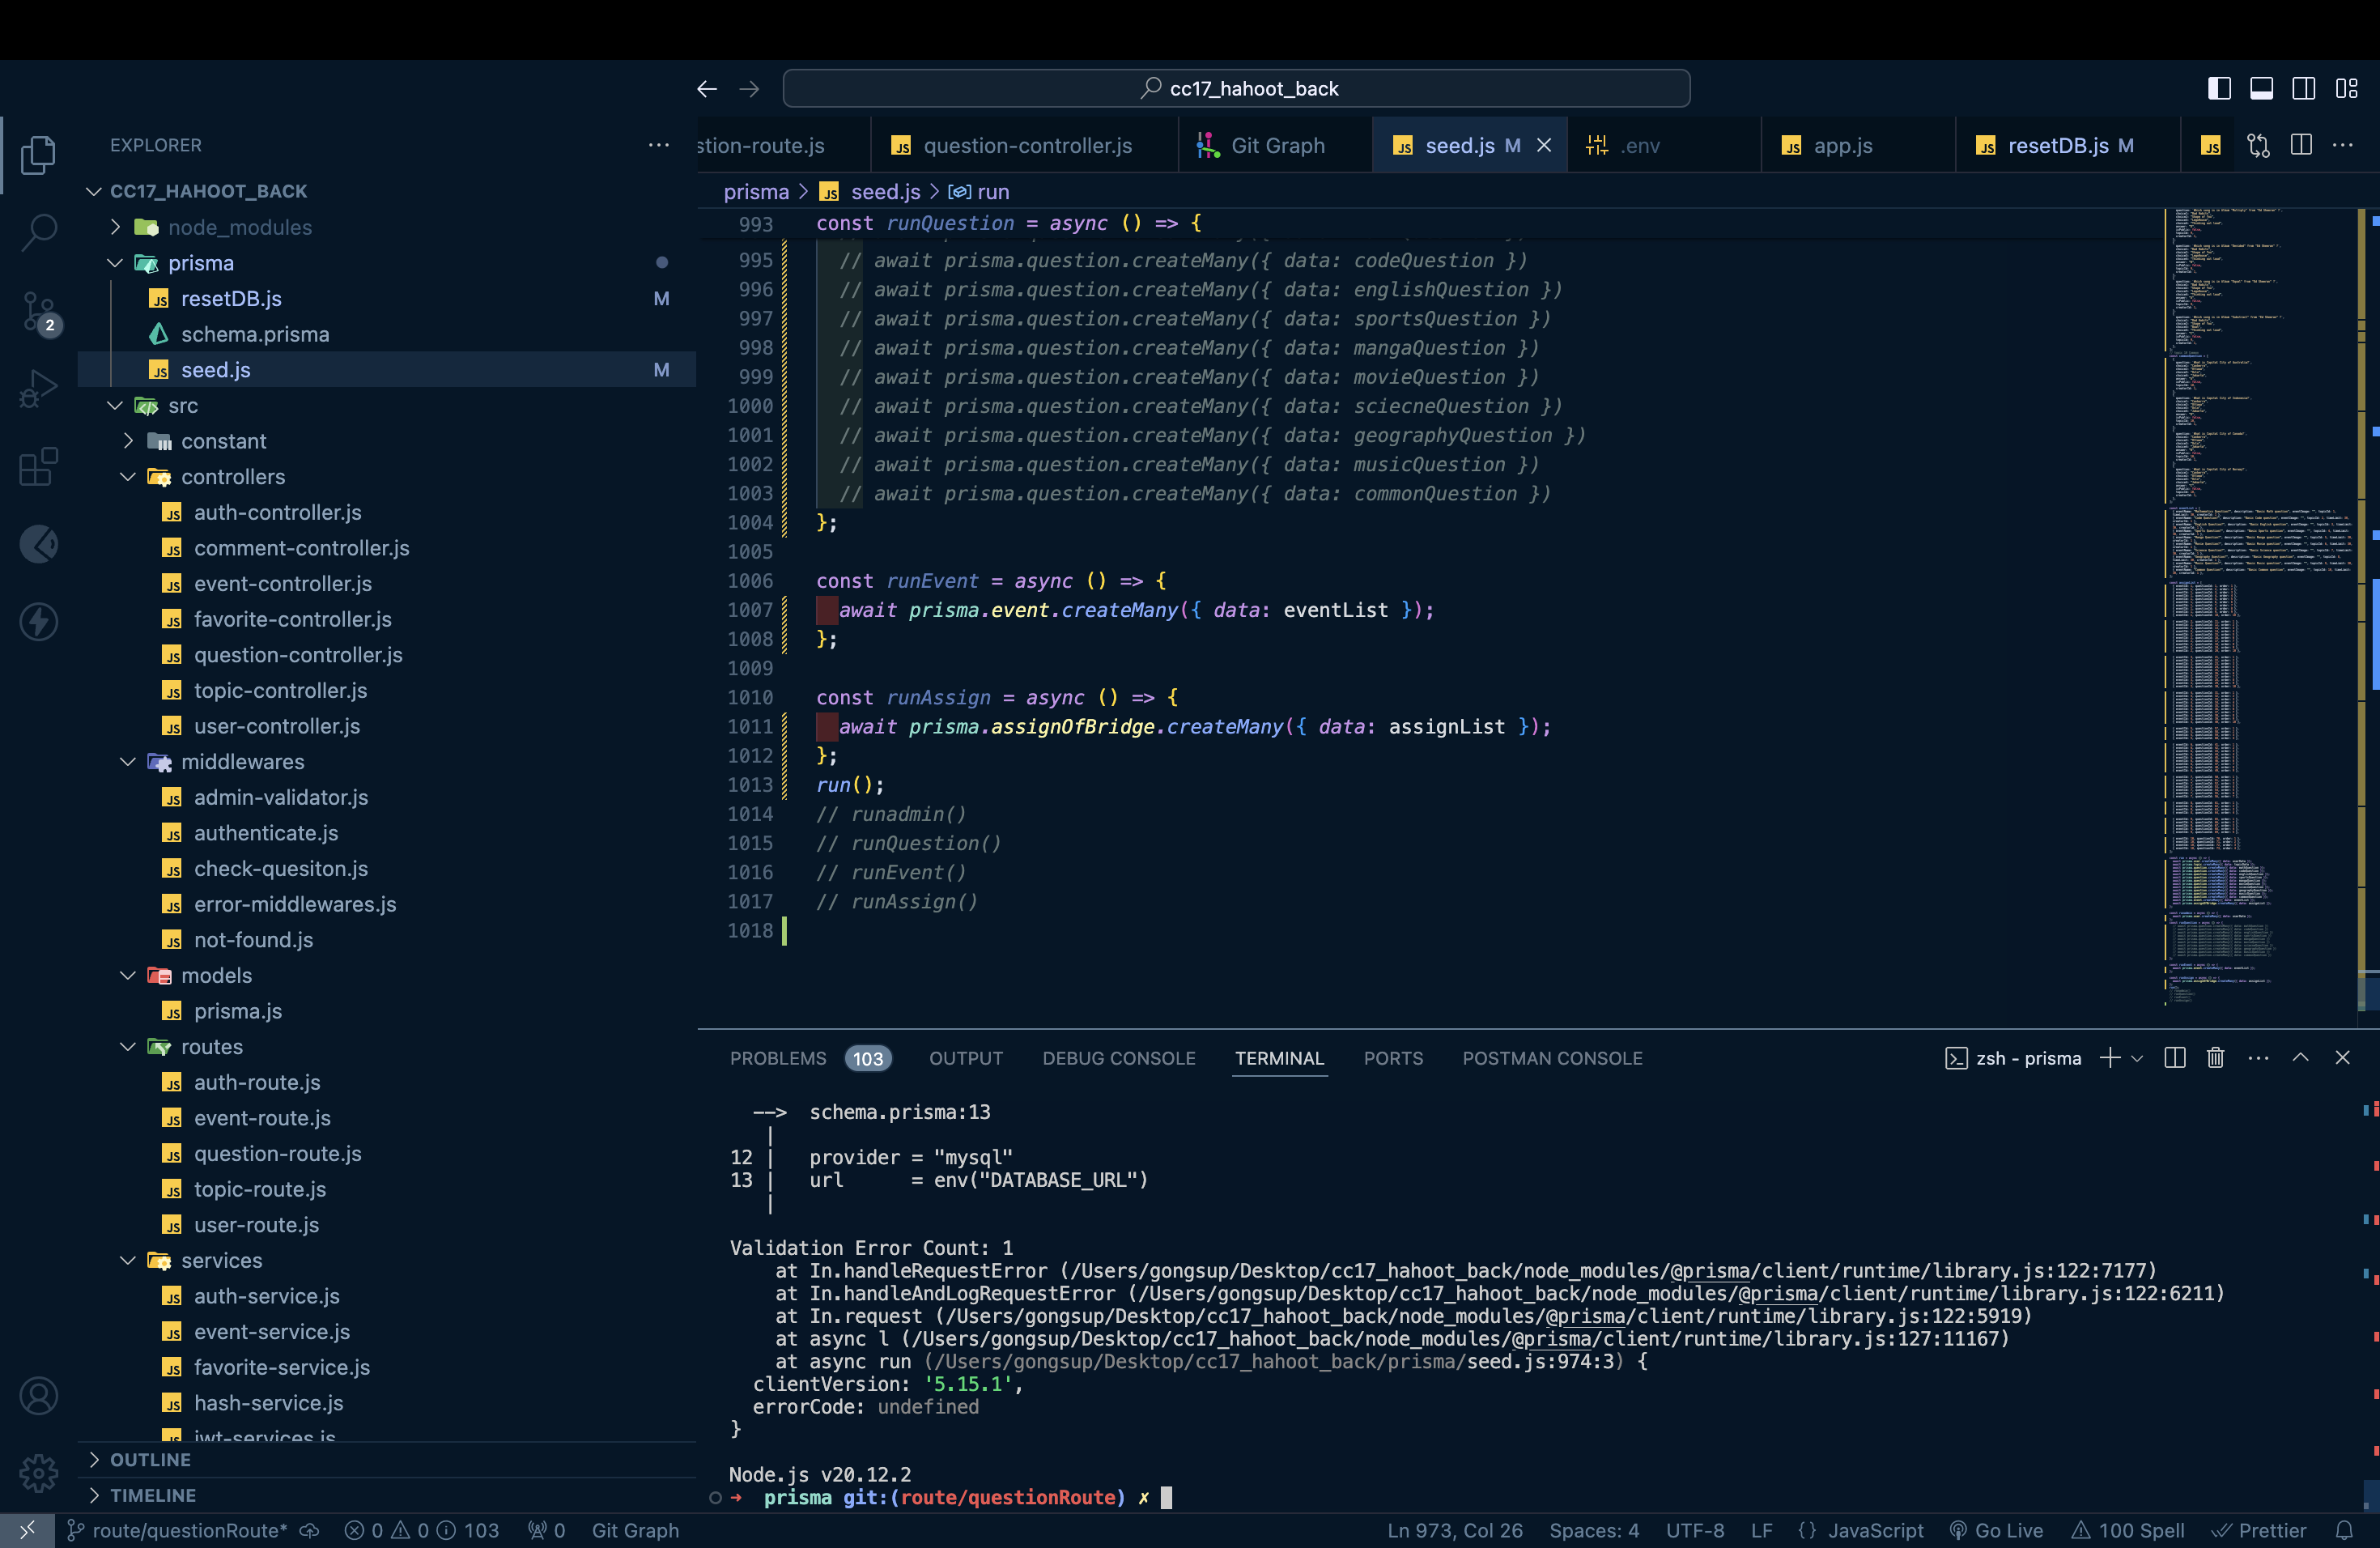 cc17_hahoot_back
EXPLORER
CC17_HAHOOT_BACK
node_modules
prisma
resetDB.js M
schema.prisma
seed.js M
src
constant
controllers
auth-controller.js
comment-controller.js
event-controller.js
favorite-controller.js
question-controller.js
topic-controller.js
user-controller.js
middlewares
admin-validator.js
authenticate.js
check-quesiton.js
error-middlewares.js
not-found.js
models
prisma.js
routes
auth-route.js
event-route.js
question-route.js
topic-route.js
user-route.js
services
auth-service.js
event-service.js
favorite-service.js
hash-service.js
jwt-services.js
OUTLINE
TIMELINE
2
stion-route.js question-controller.js Git Graph seed.js M .env app.js resetDB.js M
prisma > seed.js > run
993 const runQuestion = async () => {
995 // await prisma.question.createMany({ data: codeQuestion })
996 // await prisma.question.createMany({ data: englishQuestion })
997 // await prisma.question.createMany({ data: sportsQuestion })
998 // await prisma.question.createMany({ data: mangaQuestion })
999 // await prisma.question.createMany({ data: movieQuestion })
1000 // await prisma.question.createMany({ data: sciecneQuestion })
1001 // await prisma.question.createMany({ data: geographyQuestion })
1002 // await prisma.question.createMany({ data: musicQuestion })
1003 // await prisma.question.createMany({ data: commonQuestion })
1004 };
1005
1006 const runEvent = async () => {
1007 await prisma.event.createMany({ data: eventList });
1008 };
1009
1010 const runAssign = async () => {
1011 await prisma.assignOfBridge.createMany({ data: assignList });
1012 };
1013 run();
1014 // runadmin()
1015 // runQuestion()
1016 // runEvent()
1017 // runAssign()
1018
PROBLEMS 103 OUTPUT DEBUG CONSOLE TERMINAL PORTS POSTMAN CONSOLE zsh - prisma
--> schema.prisma:13
|
12 | provider = "mysql"
13 | url = env("DATABASE_URL")
|
Validation Error Count: 1
at In.handleRequestError (/Users/gongsup/Desktop/cc17_hahoot_back/node_modules/@prisma/client/runtime/library.js:122:7177)
at In.handleAndLogRequestError (/Users/gongsup/Desktop/cc17_hahoot_back/node_modules/@prisma/client/runtime/library.js:122:6211)
at In.request (/Users/gongsup/Desktop/cc17_hahoot_back/node_modules/@prisma/client/runtime/library.js:122:5919)
at async l (/Users/gongsup/Desktop/cc17_hahoot_back/node_modules/@prisma/client/runtime/library.js:127:11167)
at async run (/Users/gongsup/Desktop/cc17_hahoot_back/prisma/seed.js:974:3) {
clientVersion: '5.15.1',
errorCode: undefined
}
Node.js v20.12.2
➜ prisma git:(route/questionRoute) ✗
route/questionRoute* 0 0 103 0 Git Graph Ln 973, Col 26 Spaces: 4 UTF-8 LF {} JavaScript Go Live 100 Spell Prettier